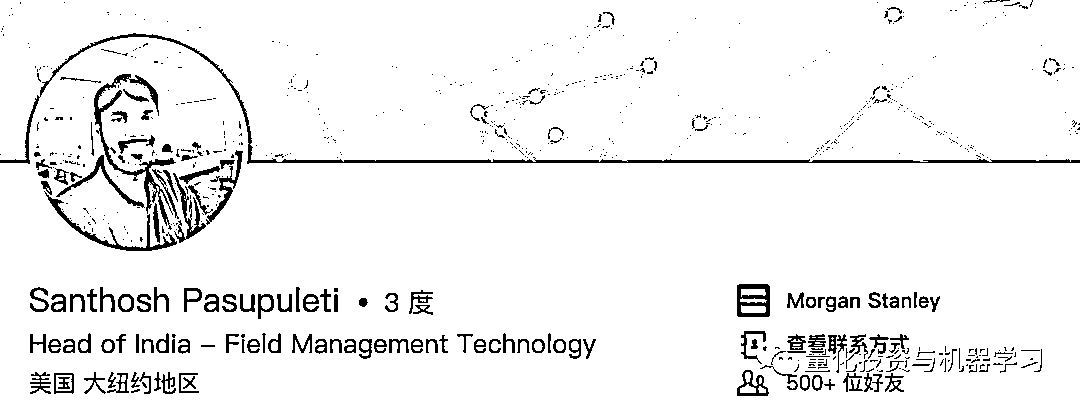 Santhosh Pasupuleti • 3 度
Head of India – Field Management Technology
美国 大纽约地区
Morgan Stanley
查看联系方式
500+ 位好友
量化投资与机器学习